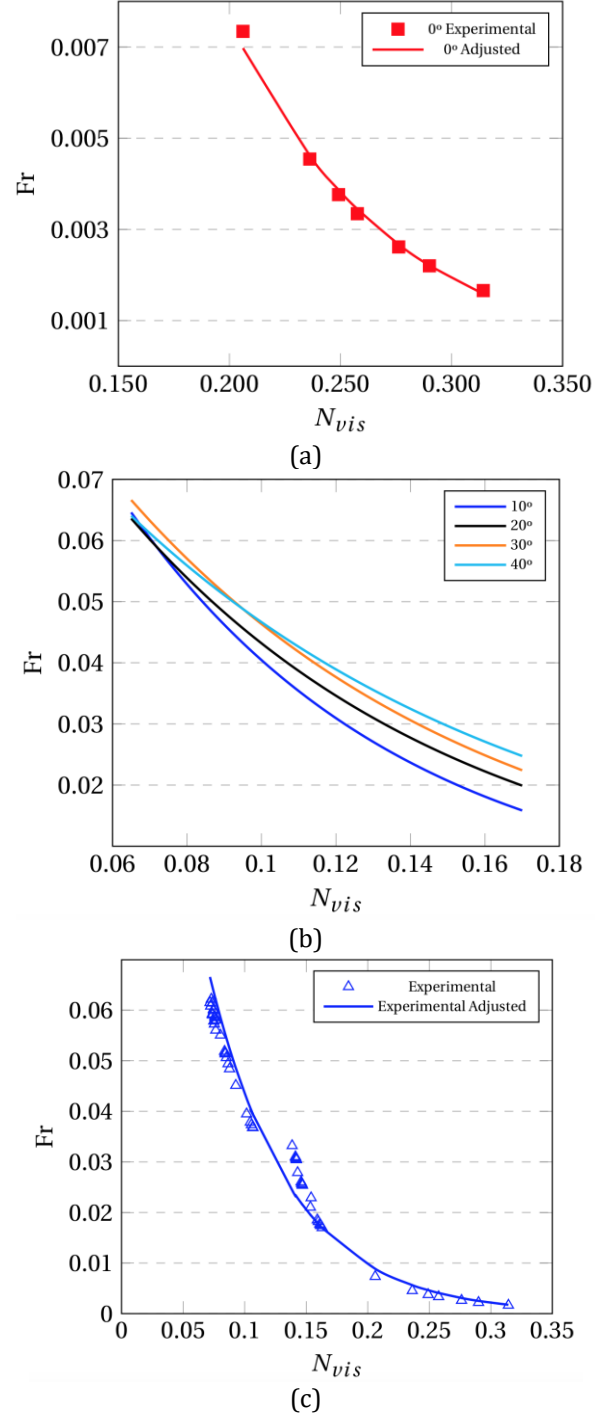 0.007
0.005
0.003
0.001
Fr
0º Experimental
0º Adjusted
0.150 0.200 0.250 0.300 0.350
N_vis
(a)
0.07
0.06
0.05
0.04
0.03
0.02
Fr
10º
20º
30º
40º
0.06 0.08 0.1 0.12 0.14 0.16 0.18
N_vis
(b)
0.06
0.05
0.04
0.03
0.02
0.01
0
Fr
Experimental
Experimental Adjusted
0 0.05 0.1 0.15 0.2 0.25 0.3 0.35
N_vis
(c)